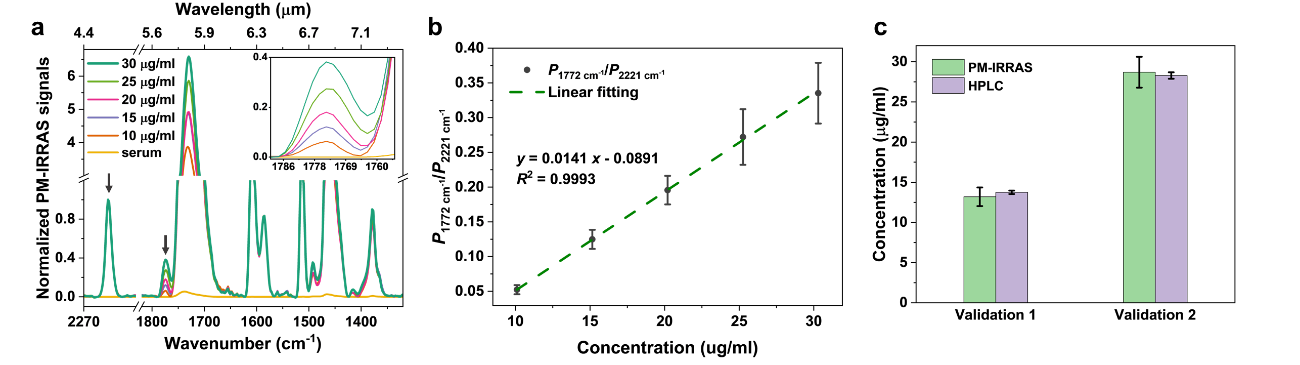 a
Wavelength (μm)
4.4 5.6 5.9 6.3 6.7 7.1
30 μg/ml
25 μg/ml
20 μg/ml
15 μg/ml
10 μg/ml
serum
0.4
0.2
0.0
1786 1778 1769 1760
Normalized PM-IRRAS signals
6
5
4
0.8
0.4
0.0
2270 1800 1700 1600 1500 1400
Wavenumber (cm⁻¹)
b
P1772 cm⁻¹/P2221 cm⁻¹
Linear fitting
y = 0.0141 x - 0.0891
R² = 0.9993
P1772 cm⁻¹/P2221 cm⁻¹
0.40
0.35
0.30
0.25
0.20
0.15
0.10
0.05
10 15 20 25 30
Concentration (ug/ml)
c
PM-IRRAS
HPLC
Concentration (μg/ml)
30
25
20
15
10
5
0
Validation 1 Validation 2